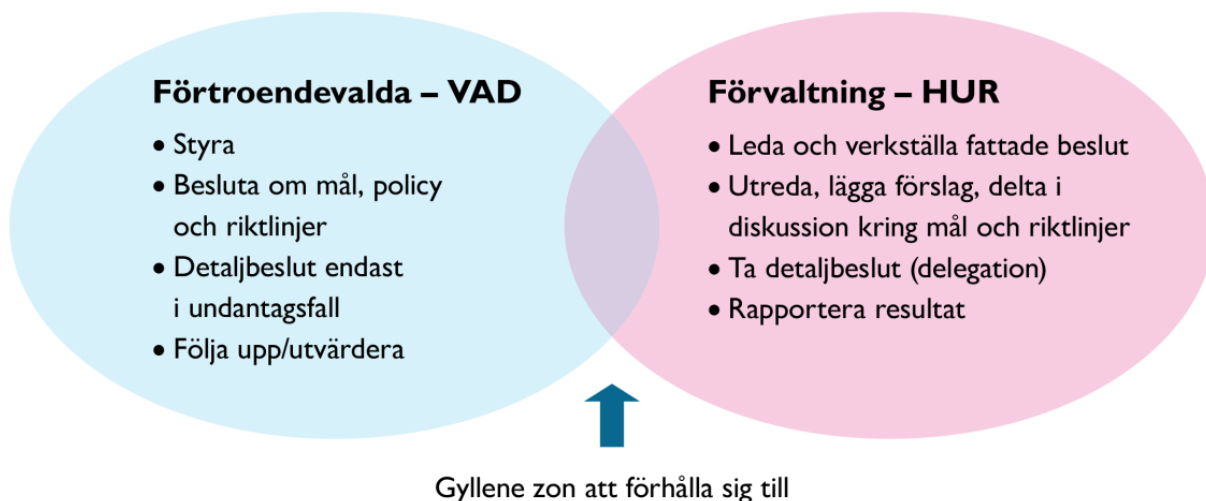 Förtroendevalda – VAD
• Styra
• Besluta om mål, policy
och riktlinjer
• Detaljbeslut endast
i undantagsfall
• Följa upp/utvärdera
Förvaltning – HUR
• Leda och verkställa fattade beslut
• Utreda, lägga förslag, delta i
diskussion kring mål och riktlinjer
• Ta detaljbeslut (delegation)
• Rapportera resultat
Gyllene zon att förhålla sig till